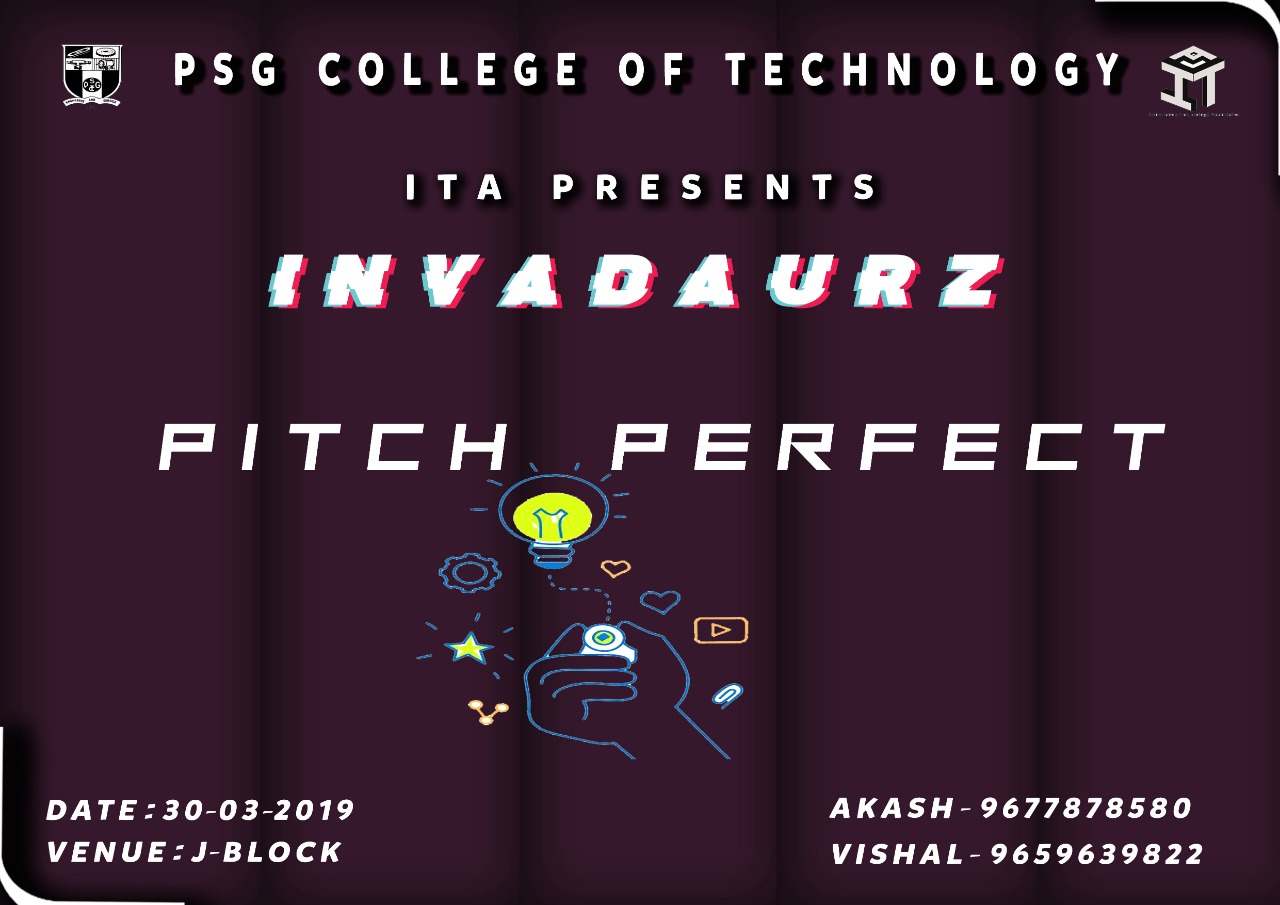 PSG COLLEGE OF TECHNOLOGY
ITA PRESENTS
INVADAURZ
PITCH PERFECT
DATE:30-03-2019
VENUE:J-BLOCK
AKASH-9677878580
VISHAL-9659639822